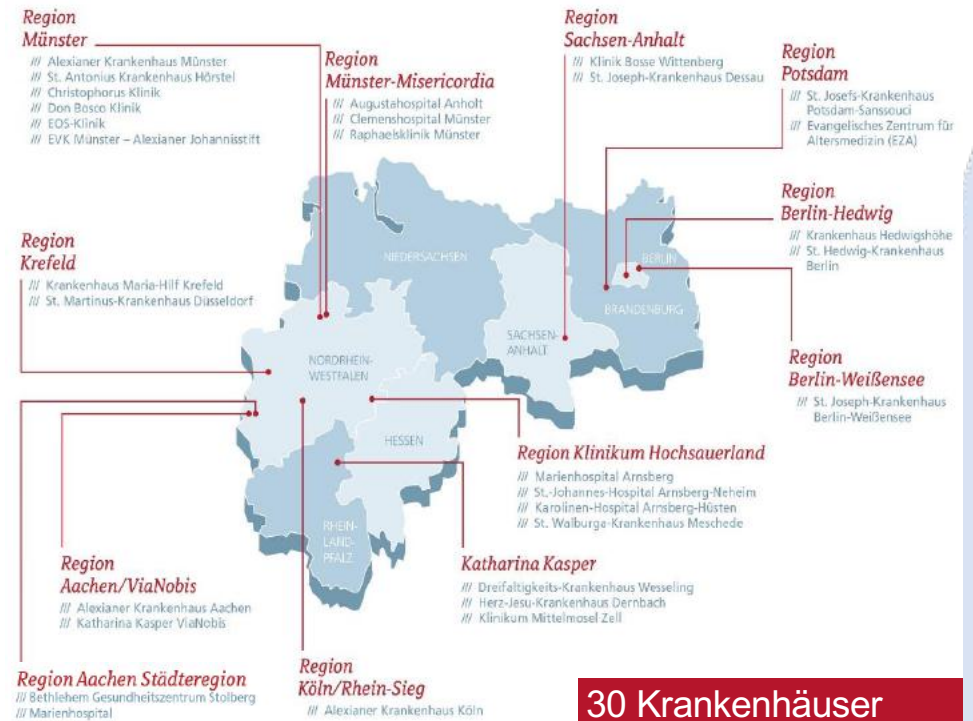 Region
Münster
/// Alexianer Krankenhaus Münster
/// St. Antonius Krankenhaus Hörstel
/// Christophorus Klinik
/// Don Bosco Klinik
/// EOS-Klinik
/// EVK Münster – Alexianer Johannisstift
Region
Münster-Misericordia
/// Augustahospital Anholt
/// Clemenshospital Münster
/// Raphaelsklinik Münster
Region
Sachsen-Anhalt
/// Klinik Bosse Wittenberg
/// St. Joseph-Krankenhaus Dessau
Region
Potsdam
/// St. Josefs-Krankenhaus
Potsdam-Sanssouci
/// Evangelisches Zentrum für
Altersmedizin (EZA)
Region
Berlin-Hedwig
/// Krankenhaus Hedwigshöhe
/// St. Hedwig-Krankenhaus
Berlin
Region
Krefeld
/// Krankenhaus Maria-Hilf Krefeld
/// St. Martinus-Krankenhaus Düsseldorf
NIEDERSACHSEN
BERLIN
BRANDENBURG
SACHSEN-
ANHALT
NORDRHEIN-
WESTFALEN
HESSEN
RHEIN-
LAND-
PFALZ
Region
Berlin-Weißensee
/// St. Joseph-Krankenhaus
Berlin-Weißensee
Region Klinikum Hochsauerland
/// Marienhospital Arnsberg
/// St.-Johannes-Hospital Arnsberg-Neheim
/// Karolinen-Hospital Arnsberg-Hüsten
/// St. Walburga-Krankenhaus Meschede
Region
Aachen/ViaNobis
/// Alexianer Krankenhaus Aachen
/// Katharina Kasper ViaNobis
Katharina Kasper
/// Dreifaltigkeits-Krankenhaus Wesseling
/// Herz-Jesu-Krankenhaus Dernbach
/// Klinikum Mittelmosel Zell
Region Aachen Städteregion
/// Bethlehem Gesundheitszentrum Stolberg
/// Marienhospital
Region
Köln/Rhein-Sieg
/// Alexianer Krankenhaus Köln
30 Krankenhäuser